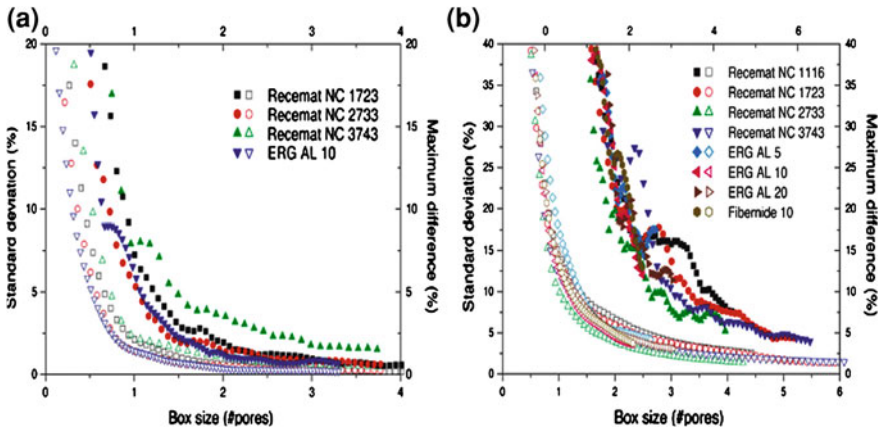 (a)
0 1 2 3 4
20 20
15 15
10 10
5 5
0 0
0 1 2 3 4
Standard deviation (%)
Maximum difference (%)
Box size (#pores)
Recemat NC 1723
Recemat NC 2733
Recemat NC 3743
ERG AL 10
(b)
0 2 4 6
40 40
35 35
30 30
25 25
20 20
15 15
10 10
5 5
0 0
0 1 2 3 4 5 6
Standard deviation (%)
Maximum difference (%)
Box size (#pores)
Recemat NC 1116
Recemat NC 1723
Recemat NC 2733
Recemat NC 3743
ERG AL 5
ERG AL 10
ERG AL 20
Fibernide 10